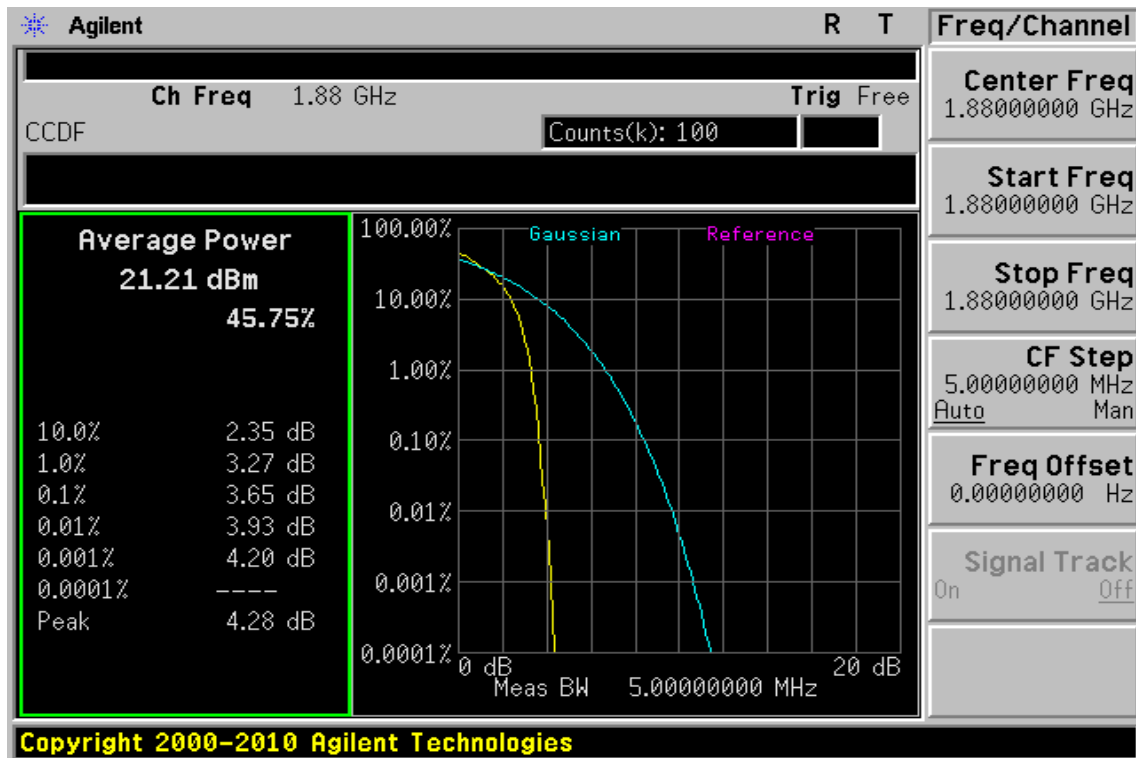 Agilent R T
Ch Freq 1.88 GHz Trig Free
CCDF Counts(k): 100
Average Power
21.21 dBm
45.75%
10.0% 2.35 dB
1.0% 3.27 dB
0.1% 3.65 dB
0.01% 3.93 dB
0.001% 4.20 dB
0.0001% ----
Peak 4.28 dB
Gaussian Reference
100.00%
10.00%
1.00%
0.10%
0.01%
0.001%
0.0001%
0 dB 20 dB
Meas BW 5.00000000 MHz
Freq/Channel
Center Freq
1.88000000 GHz
Start Freq
1.88000000 GHz
Stop Freq
1.88000000 GHz
CF Step
5.00000000 MHz
Auto Man
Freq Offset
0.00000000 Hz
Signal Track
On Off
Copyright 2000-2010 Agilent Technologies